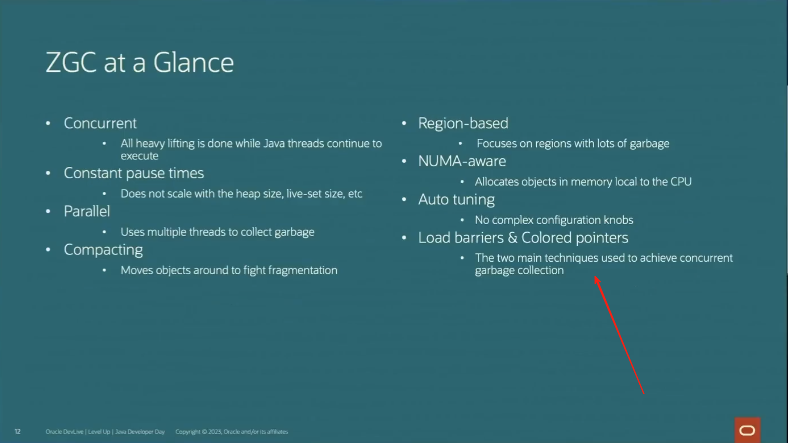 ZGC at a Glance
• Concurrent
• All heavy lifting is done while Java threads continue to
execute
• Constant pause times
• Does not scale with the heap size, live-set size, etc
• Parallel
• Uses multiple threads to collect garbage
• Compacting
• Moves objects around to fight fragmentation
• Region-based
• Focuses on regions with lots of garbage
• NUMA-aware
• Allocates objects in memory local to the CPU
• Auto tuning
• No complex configuration knobs
• Load barriers & Colored pointers
• The two main techniques used to achieve concurrent
garbage collection
12 Oracle DevLive | Level Up | Java Developer Day Copyright © 2023, Oracle and/or its affiliates